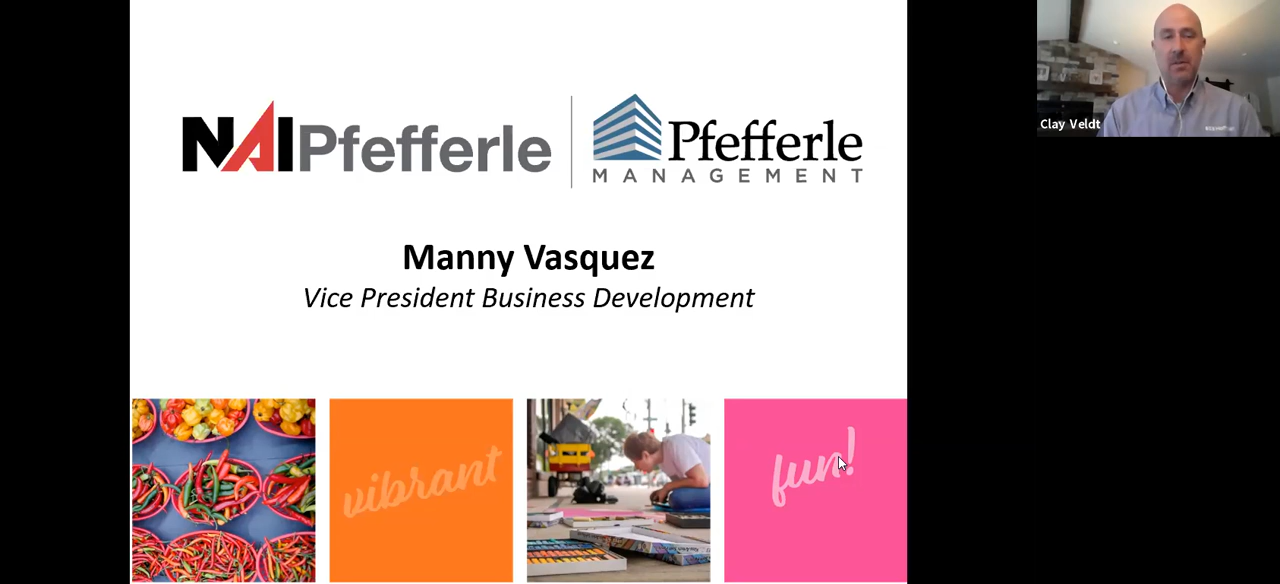 NAIPfefferle
Pfefferle
MANAGEMENT
Clay Veldt
Manny Vasquez
Vice President Business Development
vibrant
fun!